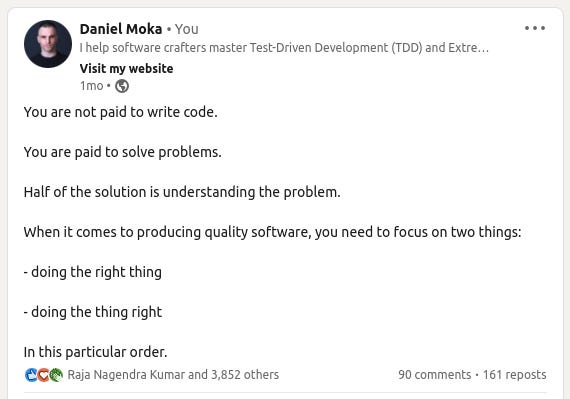 Daniel Moka • You
I help software crafters master Test-Driven Development (TDD) and Extre...
Visit my website
1mo •
You are not paid to write code.
You are paid to solve problems.
Half of the solution is understanding the problem.
When it comes to producing quality software, you need to focus on two things:
- doing the right thing
- doing the thing right
In this particular order.
Raja Nagendra Kumar and 3,852 others
90 comments • 161 reposts